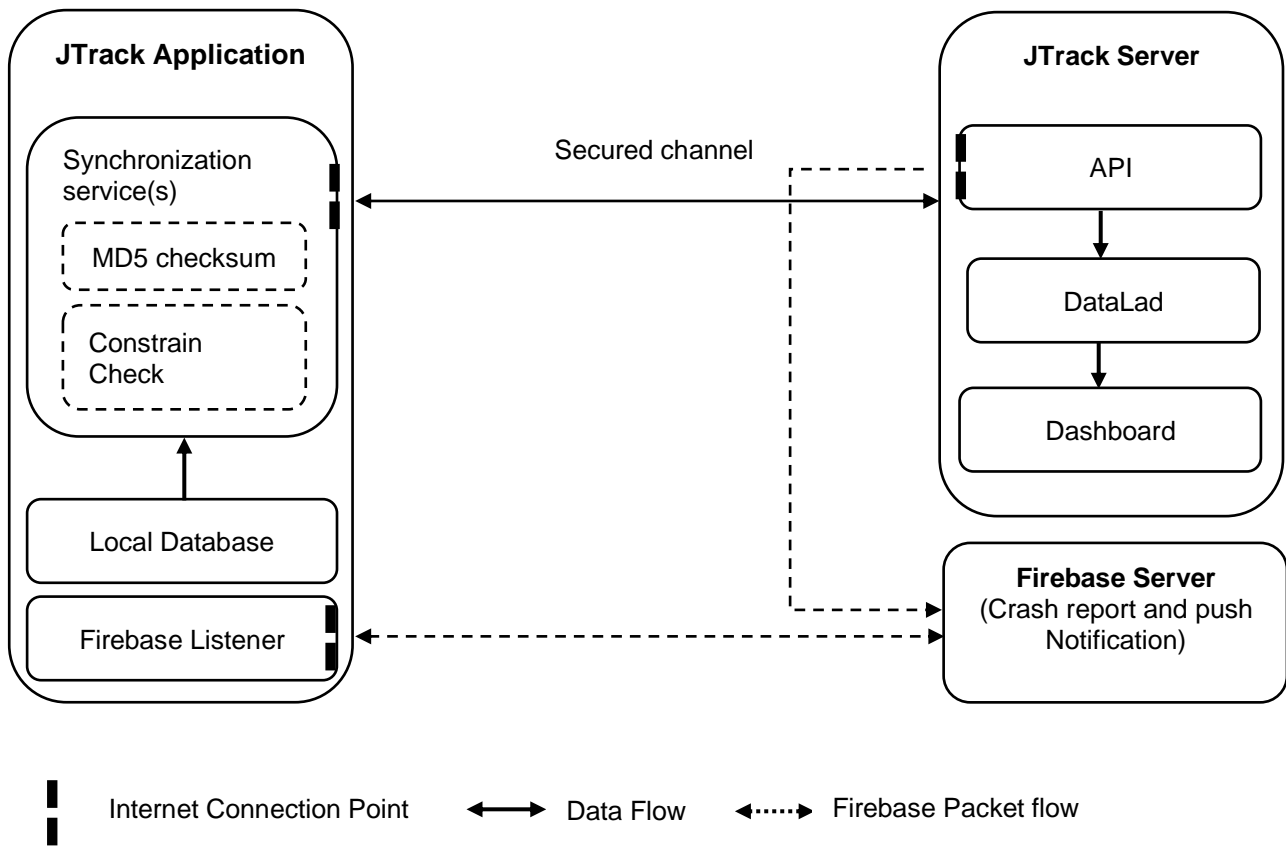 JTrack Application
Synchronization
service(s)
MD5 checksum
Constrain
Check
Local Database
Firebase Listener
Secured channel
JTrack Server
API
DataLad
Dashboard
Firebase Server
(Crash report and push
Notification)
Internet Connection Point
Data Flow
Firebase Packet flow